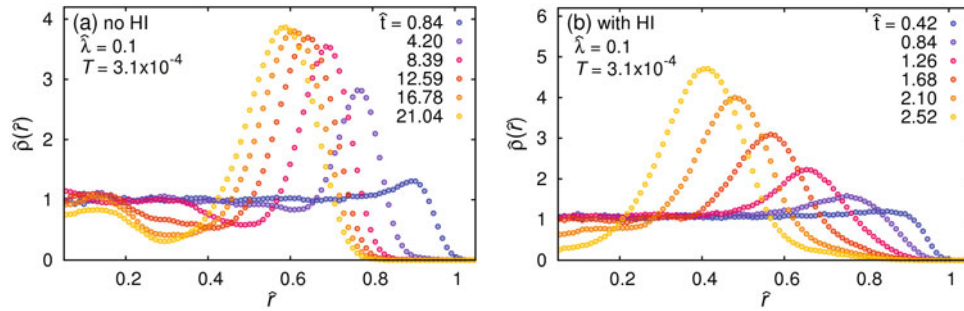 (a) no HI
λ̂ = 0.1
T = 3.1x10⁻⁴
t̂ = 0.84
4.20
8.39
12.59
16.78
21.04
ρ̂(r̂)
4
3
2
1
0
0.2 0.4 0.6 0.8 1
r̂
(b) with HI
λ̂ = 0.1
T = 3.1x10⁻⁴
t̂ = 0.42
0.84
1.26
1.68
2.10
2.52
ρ̂(r̂)
6
5
4
3
2
1
0
0.2 0.4 0.6 0.8 1
r̂